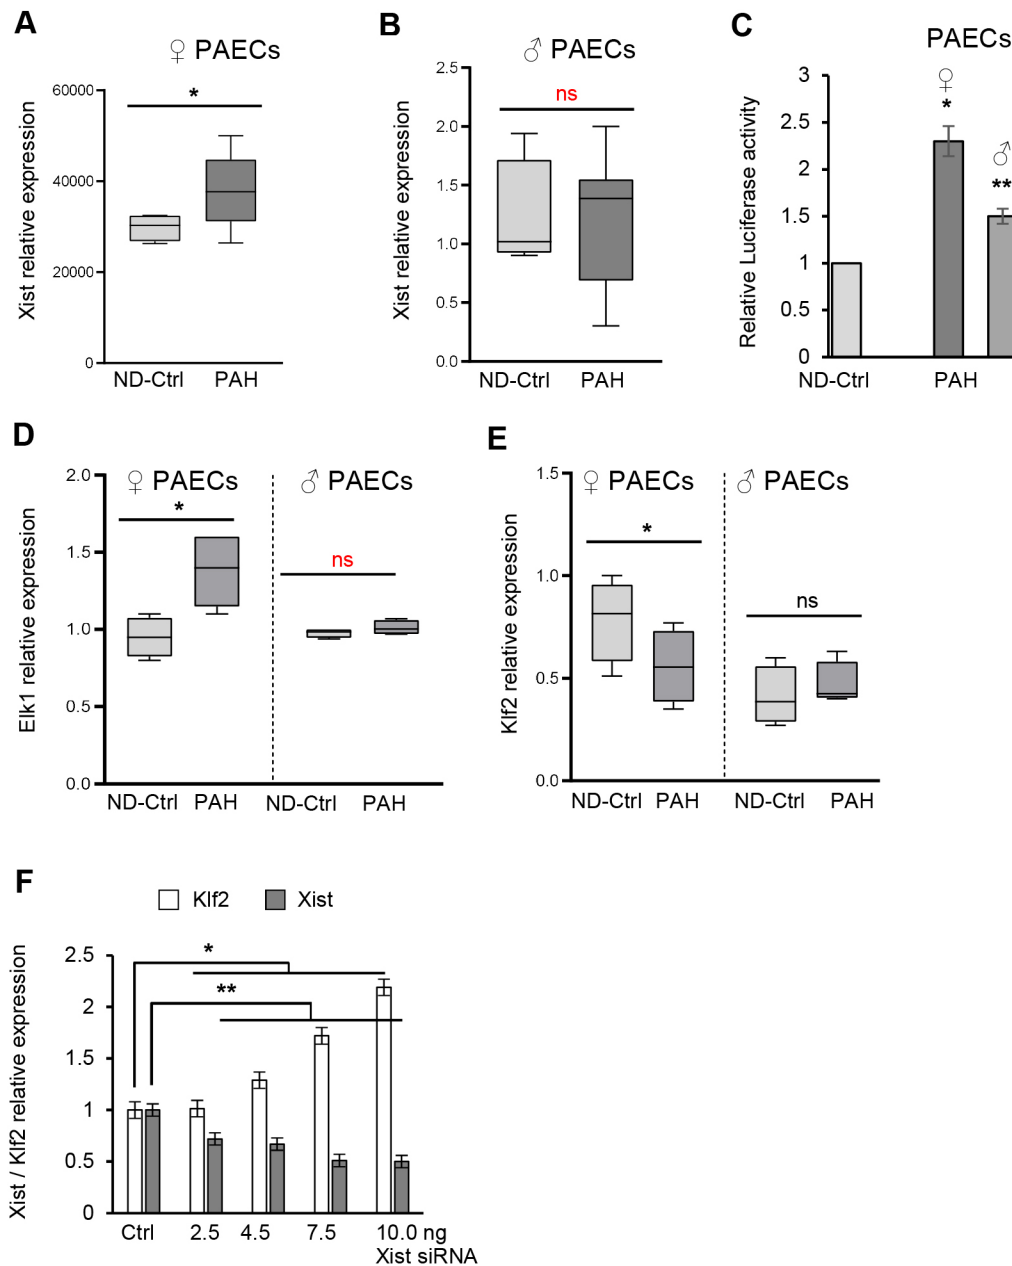 A
♀ PAECs
Xist relative expression
60000
40000
20000
0
*
ND-Ctrl PAH
B
♂ PAECs
Xist relative expression
2.5
2.0
1.5
1.0
0.5
0.0
ns
ND-Ctrl PAH
C
PAECs
Relative Luciferase activity
3
2.5
2
1.5
1
0.5
0
♀
*
♂
**
ND-Ctrl PAH
D
♀ PAECs ♂ PAECs
Elk1 relative expression
2.0
1.5
1.0
0.5
0.0
*
ns
ND-Ctrl PAH ND-Ctrl PAH
E
♀ PAECs ♂ PAECs
Klf2 relative expression
1.5
1.0
0.5
0.0
*
ns
ND-Ctrl PAH ND-Ctrl PAH
F
Klf2 Xist
Xist / Klf2 relative expression
2.5
2
1.5
1
0.5
0
*
**
Ctrl 2.5 4.5 7.5 10.0 ng
Xist siRNA